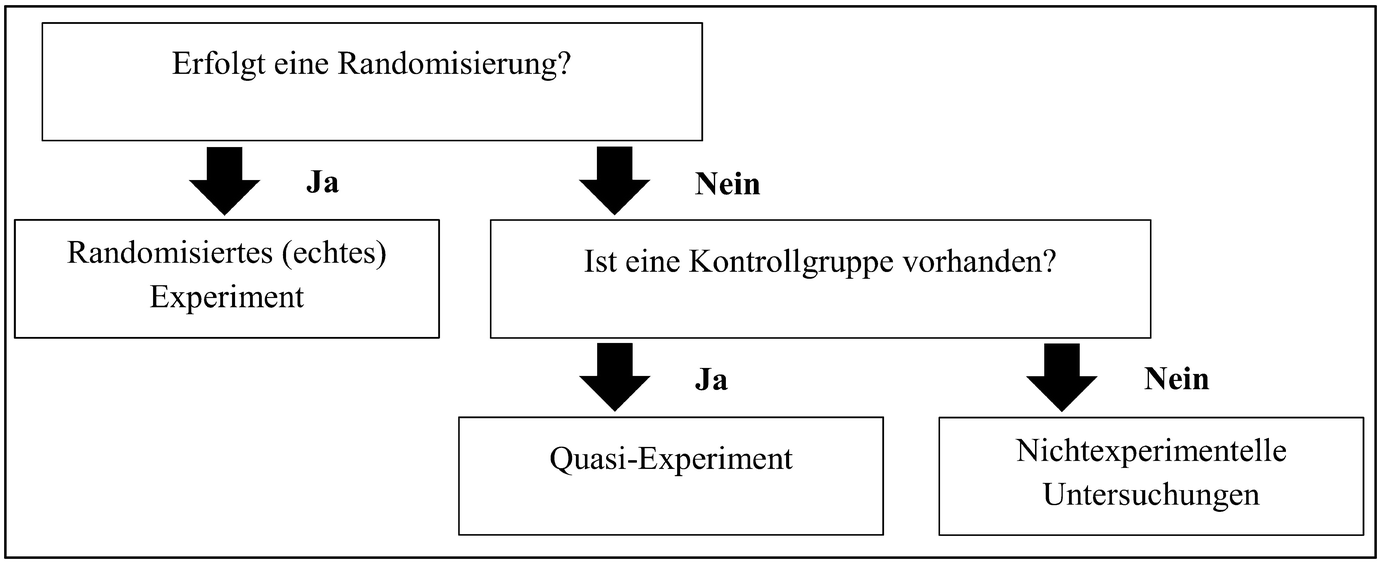 Erfolgt eine Randomisierung?
Ja
Nein
Randomisiertes (echtes)
Experiment
Ist eine Kontrollgruppe vorhanden?
Ja
Nein
Quasi-Experiment
Nichtexperimentelle
Untersuchungen